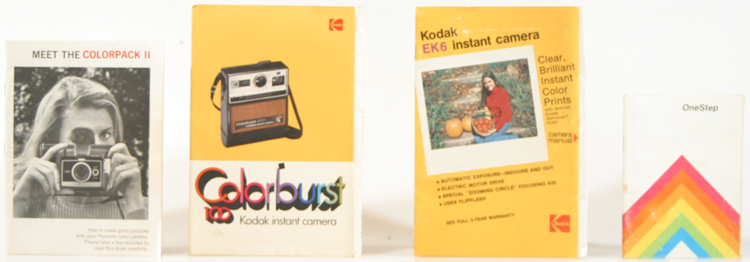 MEET THE COLORPACK II
How to make good pictures
with your Polaroid Land camera.
Please take a few minutes to
read this book carefully.
Colorburst
100
Kodak instant camera
Kodak
EK6 instant camera
Clear,
Brilliant
Instant
Color
Prints
camera
manual
AUTOMATIC EXPOSURE—INDOORS AND OUT
ELECTRIC MOTOR DRIVE
SPECIAL "ZOOMING CIRCLE" FOCUSING AID
USES FLIPFLASH
SEE FULL 3-YEAR WARRANTY
OneStep